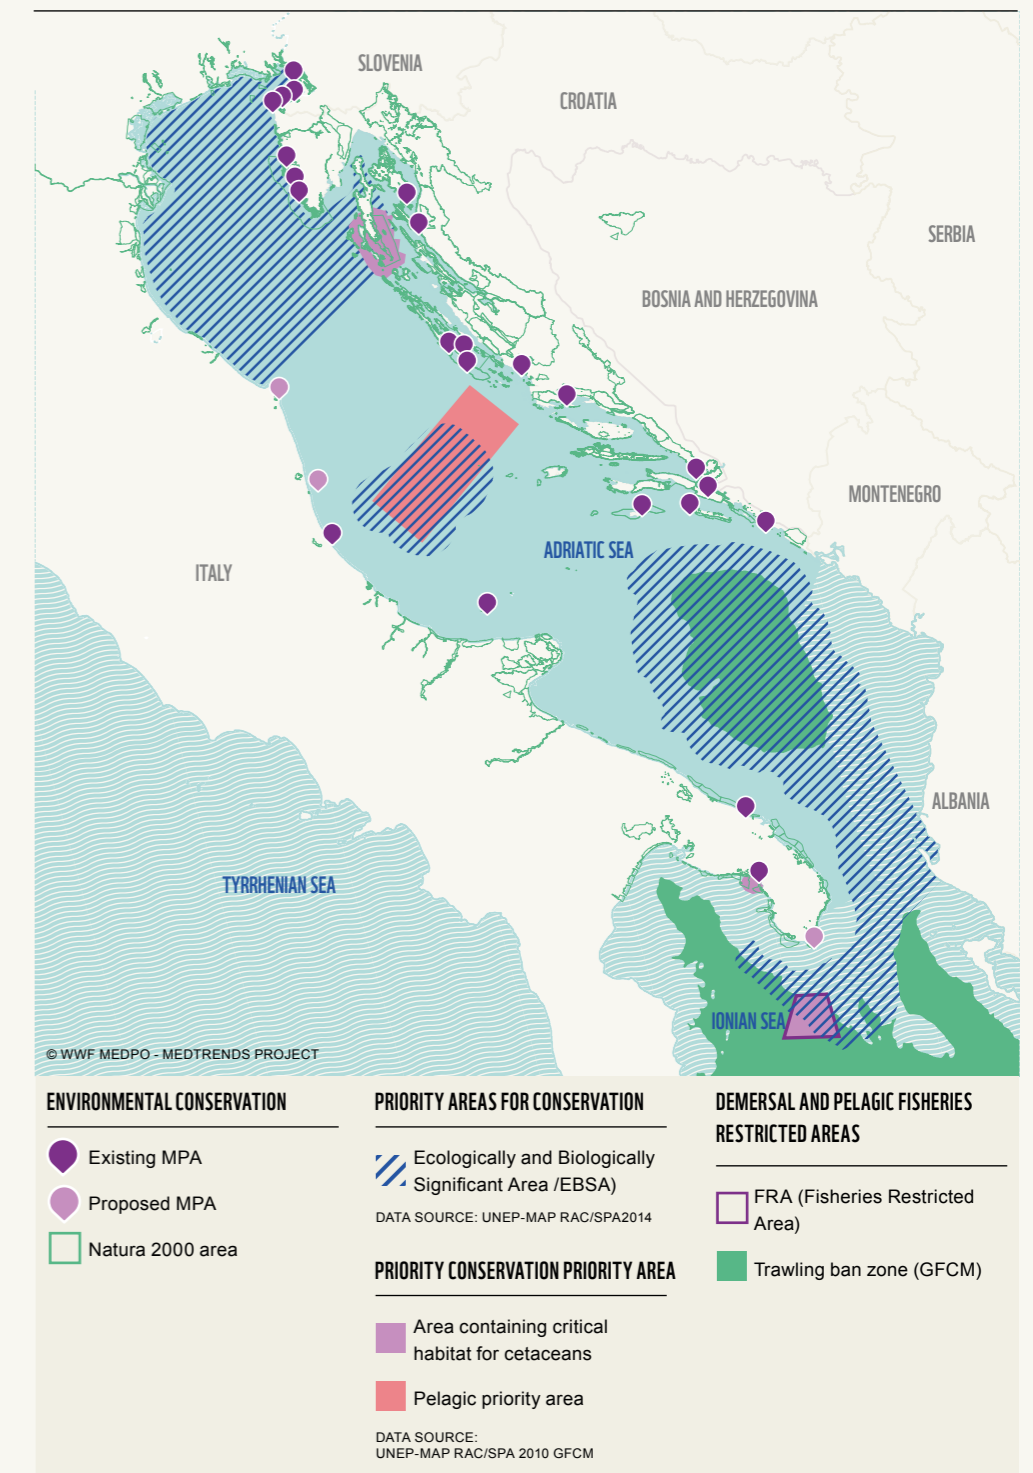 SLOVENIA
CROATIA
SERBIA
BOSNIA AND HERZEGOVINA
MONTENEGRO
ADRIATIC SEA
ITALY
ALBANIA
TYRRHENIAN SEA
IONIAN SEA
© WWF MEDPO - MEDTRENDS PROJECT
ENVIRONMENTAL CONSERVATION
Existing MPA
Proposed MPA
Natura 2000 area
PRIORITY AREAS FOR CONSERVATION
Ecologically and Biologically
Significant Area /EBSA)
DATA SOURCE: UNEP-MAP RAC/SPA2014
PRIORITY CONSERVATION PRIORITY AREA
Area containing critical
habitat for cetaceans
Pelagic priority area
DATA SOURCE:
UNEP-MAP RAC/SPA 2010 GFCM
DEMERSAL AND PELAGIC FISHERIES
RESTRICTED AREAS
FRA (Fisheries Restricted
Area)
Trawling ban zone (GFCM)